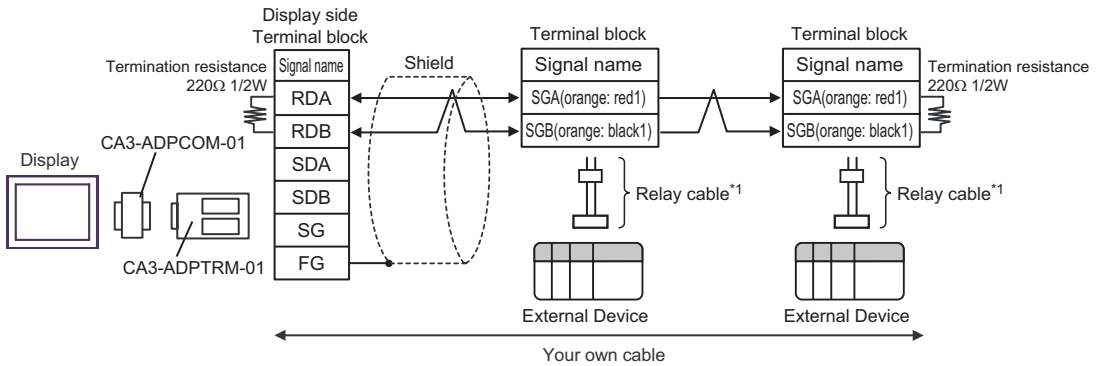 Display side
Terminal block
Terminal block
Terminal block
Termination resistance
220Ω 1/2W
Signal name
Shield
Signal name
Signal name
Termination resistance
220Ω 1/2W
RDA
SGA(orange: red1)
SGA(orange: red1)
RDB
SGB(orange: black1)
SGB(orange: black1)
CA3-ADPCOM-01
Display
SDA
SDB
Relay cable*1
Relay cable*1
SG
CA3-ADPTRM-01
FG
External Device
External Device
Your own cable